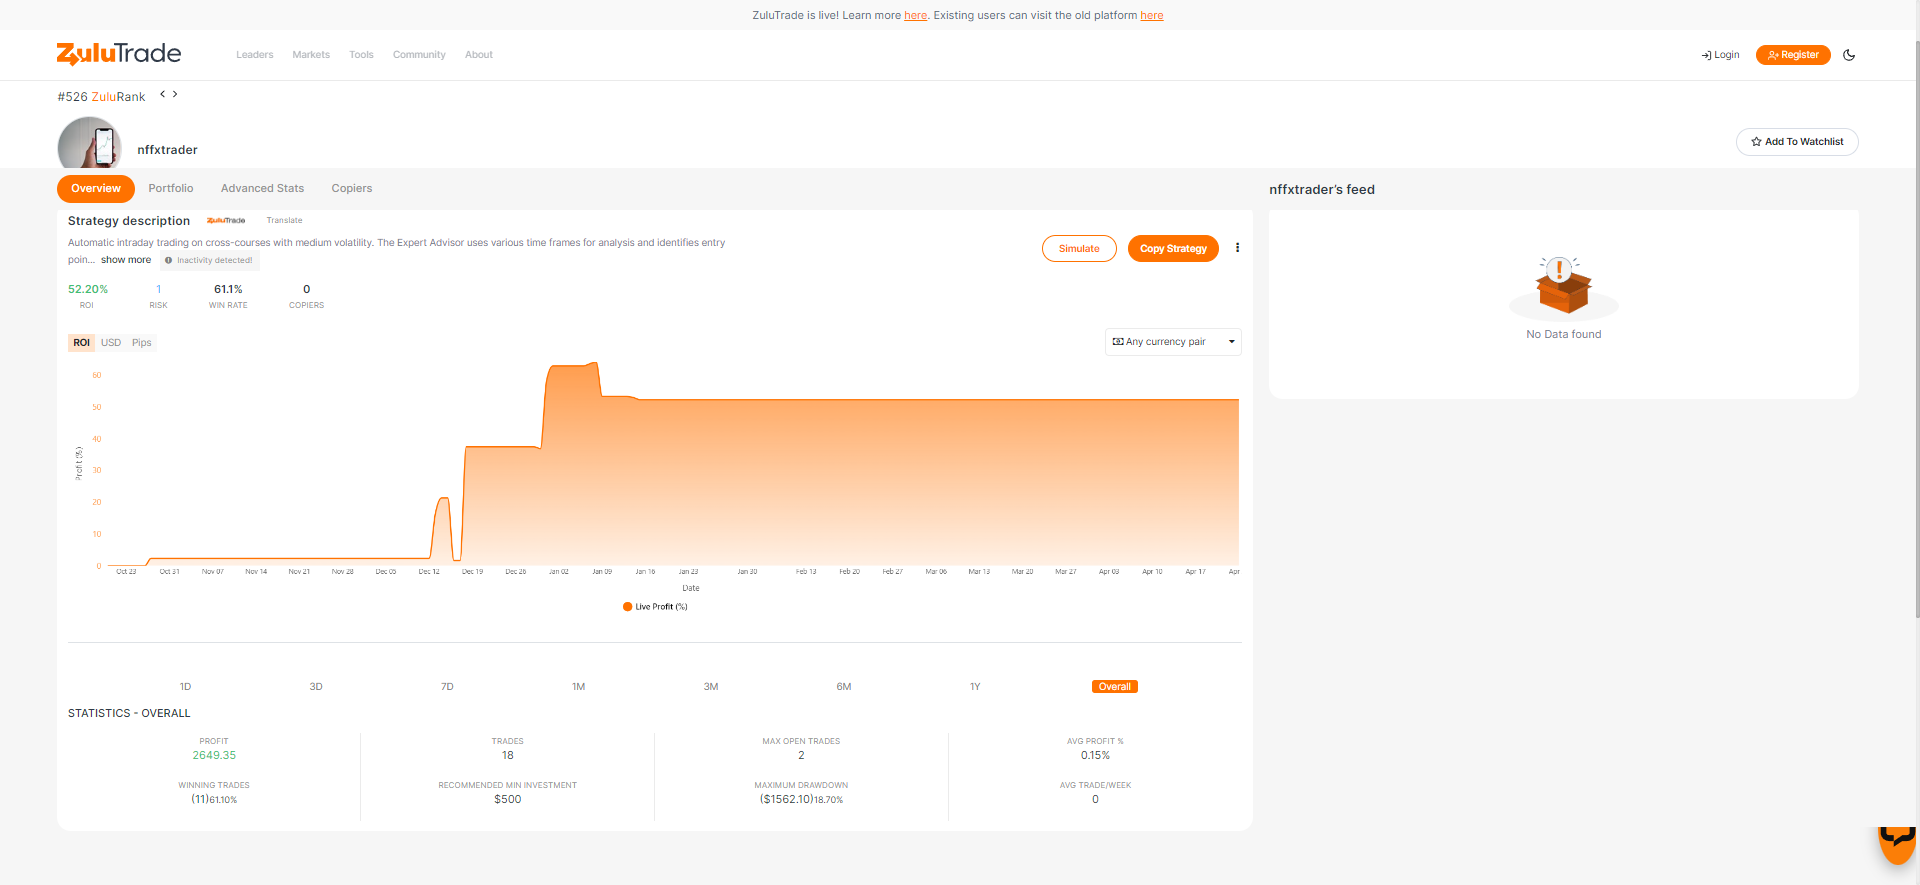 ZuluTrade is live! Learn more here. Existing users can visit the old platform here
ZuluTrade
Leaders Markets Tools Community About
Login Register
#526 ZuluRank
nffxtrader
Add To Watchlist
Overview Portfolio Advanced Stats Copiers
nffxtrader's feed
Strategy description ZuluTrade Translate
Automatic intraday trading on cross-courses with medium volatility. The Expert Advisor uses various time frames for analysis and identifies entry
poin... show more Inactivity detected!
Simulate Copy Strategy
52.20% 1 61.1% 0
ROI RISK WIN RATE COPIERS
No Data found
ROI USD Pips
Any currency pair
60
50
40
30
20
10
0
Profit (%)
Oct 23 Oct 31 Nov 07 Nov 14 Nov 21 Nov 28 Dec 05 Dec 12 Dec 19 Dec 26 Jan 02 Jan 09 Jan 16 Jan 23 Jan 30 Feb 13 Feb 20 Feb 27 Mar 06 Mar 13 Mar 20 Mar 27 Apr 03 Apr 10 Apr 17 Apr
Date
Live Profit (%)
1D 3D 7D 1M 3M 6M 1Y Overall
STATISTICS - OVERALL
PROFIT TRADES MAX OPEN TRADES AVG PROFIT %
2649.35 18 2 0.15%
WINNING TRADES RECOMMENDED MIN INVESTMENT MAXIMUM DRAWDOWN AVG TRADE/WEEK
(11)61.10% $500 ($1562.10)18.70% 0